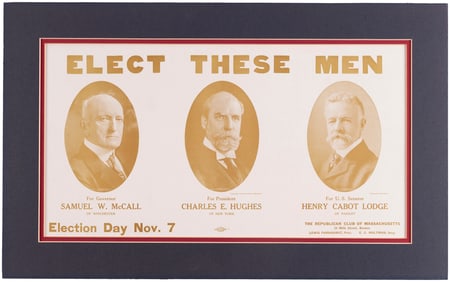 ELECT THESE MEN
For Governor
SAMUEL W. McCALL
OF WINCHESTER
For President
CHARLES E. HUGHES
OF NEW YORK
For U.S. Senator
HENRY CABOT LODGE
OF NAHANT
Election Day Nov. 7
THE REPUBLICAN CLUB OF MASSACHUSETTS